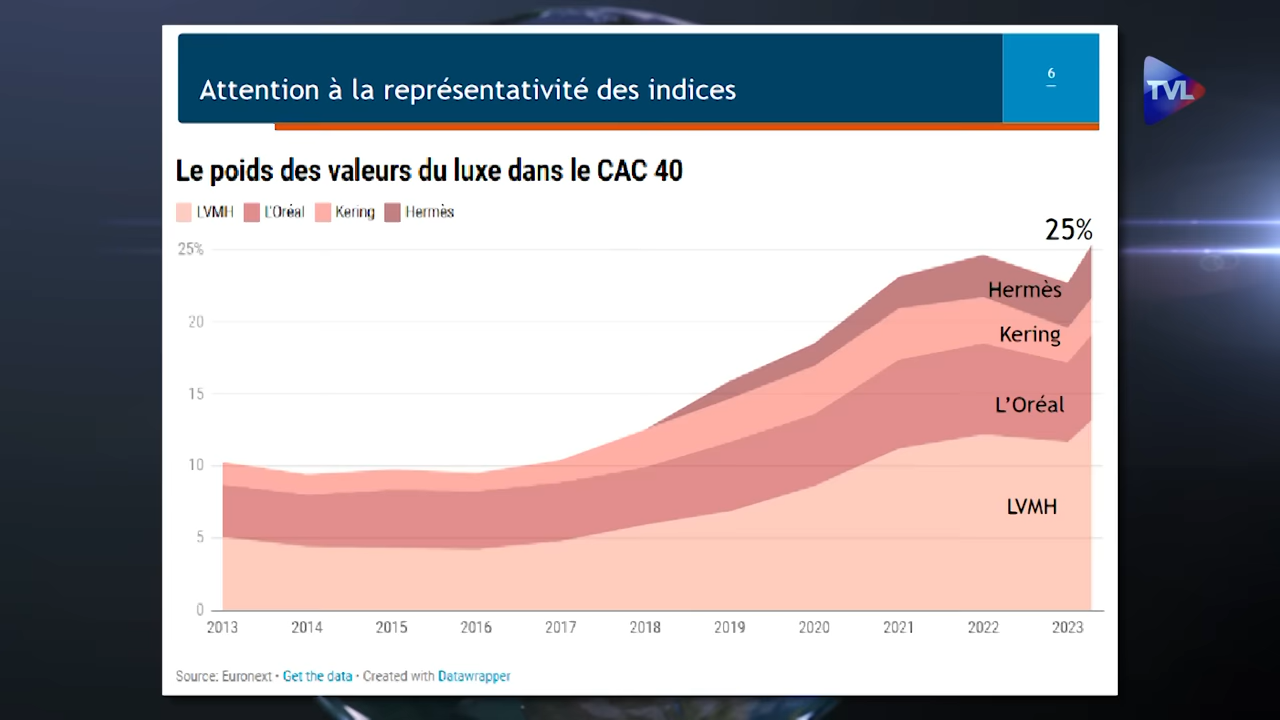 Attention à la représentativité des indices
6
TVL
Le poids des valeurs du luxe dans le CAC 40
LVMH L'Oréal Kering Hermès
25%
25%
20
15
10
5
0
Hermès
Kering
L'Oréal
LVMH
2013 2014 2015 2016 2017 2018 2019 2020 2021 2022 2023
Source: Euronext • Get the data • Created with Datawrapper